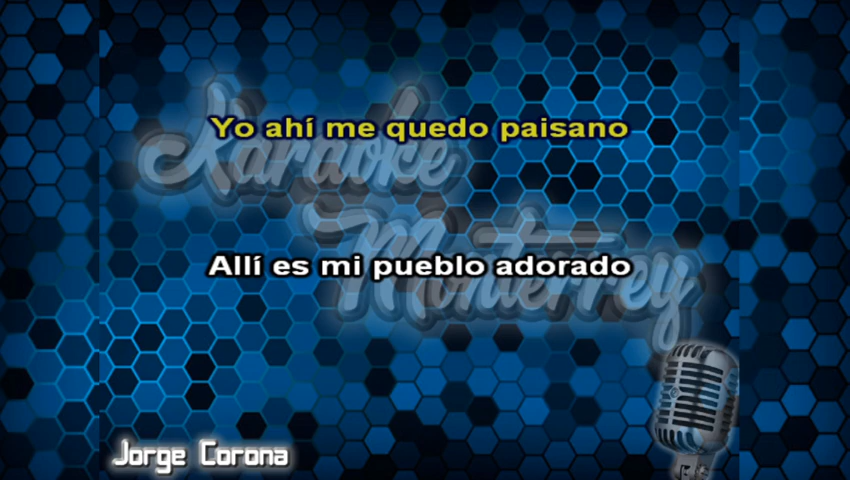 Yo ahí me quedo paisano
Karaoke
Monterrey
Allí es mi pueblo adorado
Jorge Corona